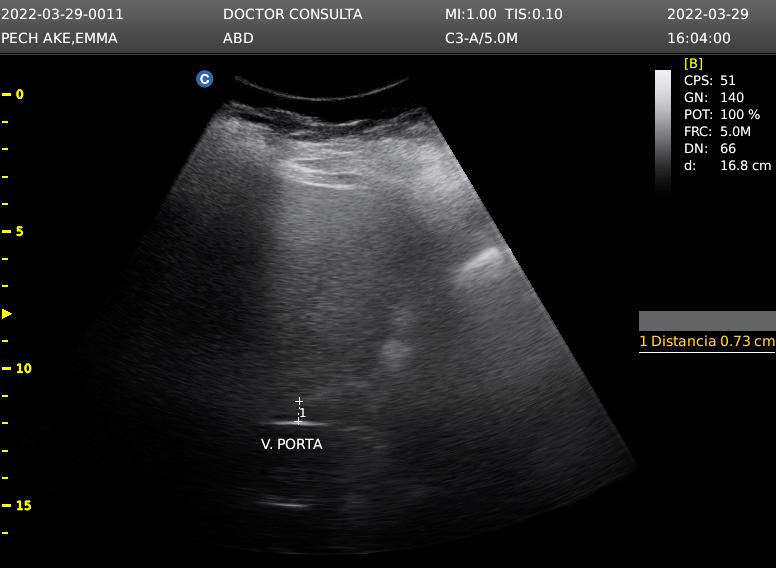 2022-03-29-0011 DOCTOR CONSULTA MI:1.00 TIS:0.10 2022-03-29
PECH AKE,EMMA ABD C3-A/5.0M 16:04:00
C
[B]
CPS: 51
GN: 140
POT: 100 %
FRC: 5.0M
DN: 66
d: 16.8 cm
0
5
10
15
1 Distancia 0.73 cm
1
V. PORTA